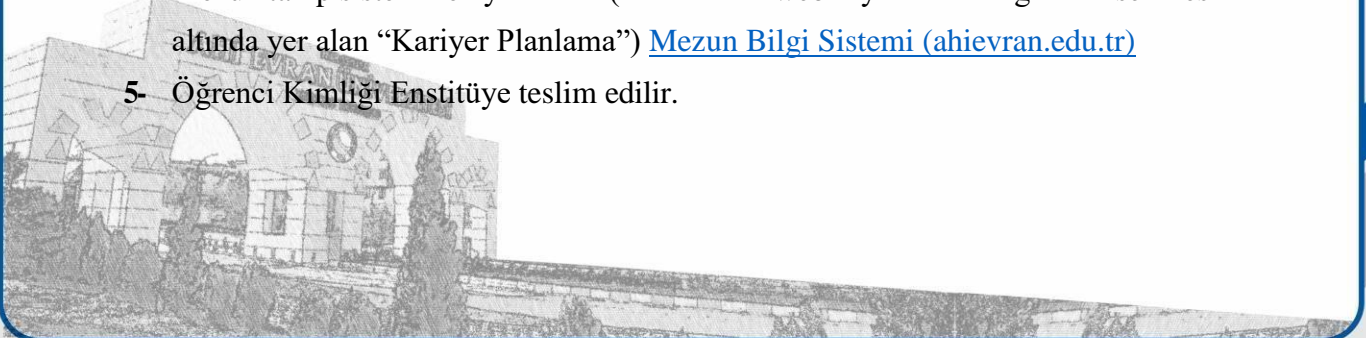 altında yer alan “Kariyer Planlama”) Mezun Bilgi Sistemi (ahievran.edu.tr)
5- Öğrenci Kimliği Enstitüye teslim edilir.